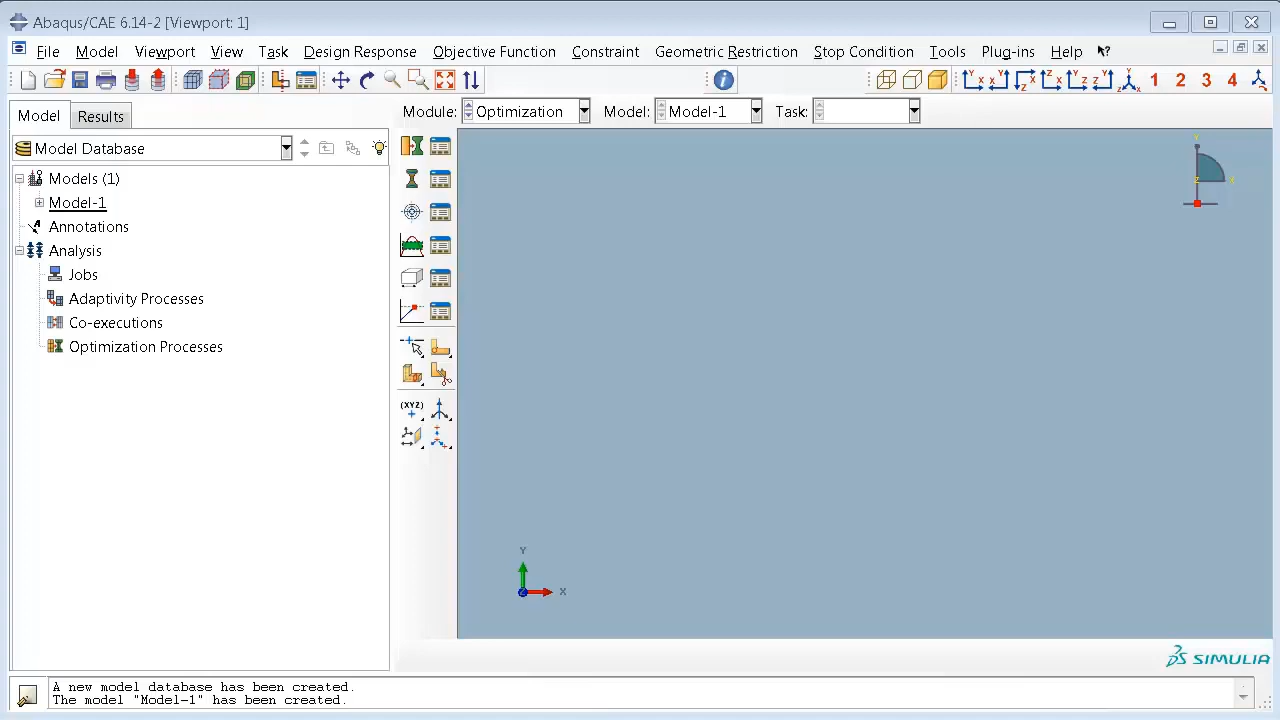 Abaqus/CAE 6.14-2 [Viewport: 1]
File Model Viewport View Task Design Response Objective Function Constraint Geometric Restriction Stop Condition Tools Plug-ins Help ?
i X Y Z 1 2 3 4
Model Results Module: Optimization Model: Model-1 Task:
Model Database
Models (1)
Model-1
Annotations
Analysis
Jobs
Adaptivity Processes
Co-executions
Optimization Processes
(XYZ)
Y
Z X
Y
Z X
SIMULIA
A new model database has been created.
The model "Model-1" has been created.